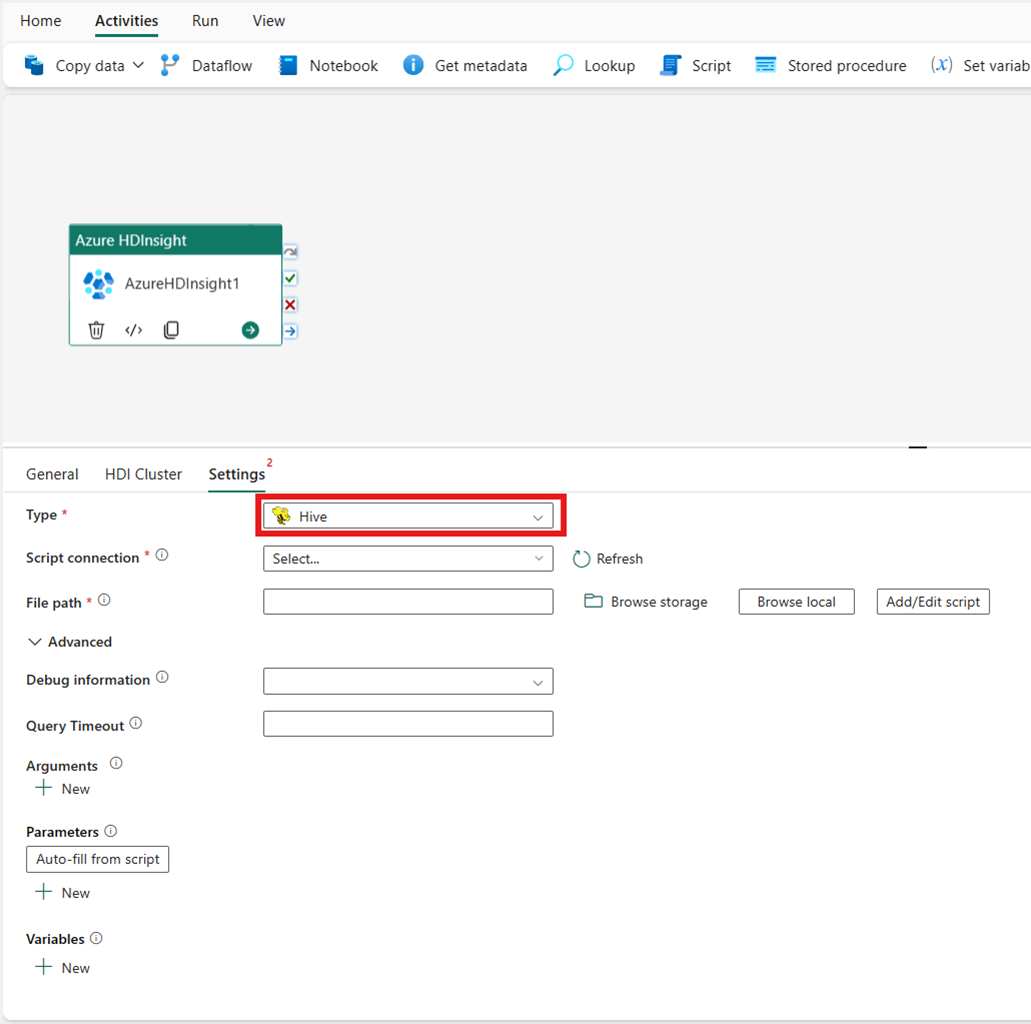 Home Activities Run View
Copy data Dataflow Notebook Get metadata Lookup Script Stored procedure (x) Set variab
Azure HDInsight
AzureHDInsight1
General HDI Cluster Settings 2
Type * Hive
Script connection * Select... Refresh
File path * Browse storage Browse local Add/Edit script
Advanced
Debug information
Query Timeout
Arguments
New
Parameters
Auto-fill from script
New
Variables
New